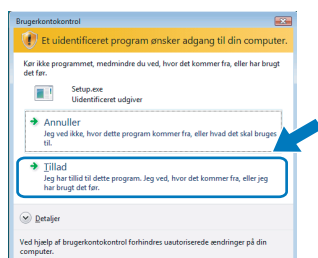 Brugerkontokontrol
Et uidentificeret program ønsker adgang til din computer.
Kør ikke programmet, medmindre du ved, hvor det kommer fra, eller har brugt
det før.
Setup.exe
Uidentificeret udgiver
Annuller
Jeg ved ikke, hvor dette program kommer fra, eller hvad det skal bruges
til.
Tillad
Jeg har tillid til dette program. Jeg ved, hvor det kommer fra, eller jeg
har brugt det før.
Detaljer
Ved hjælp af brugerkontokontrol forhindres uautoriserede ændringer på din
computer.